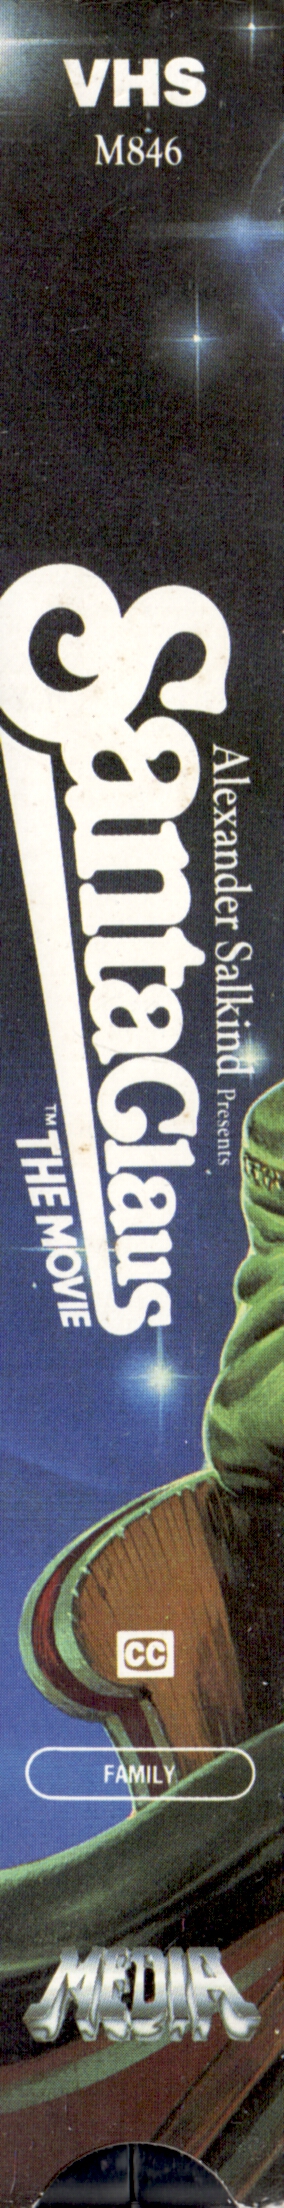 VHS
M846
Alexander Salkind Presents
Santa Claus
™ THE MOVIE
CC
FAMILY
MEDIA